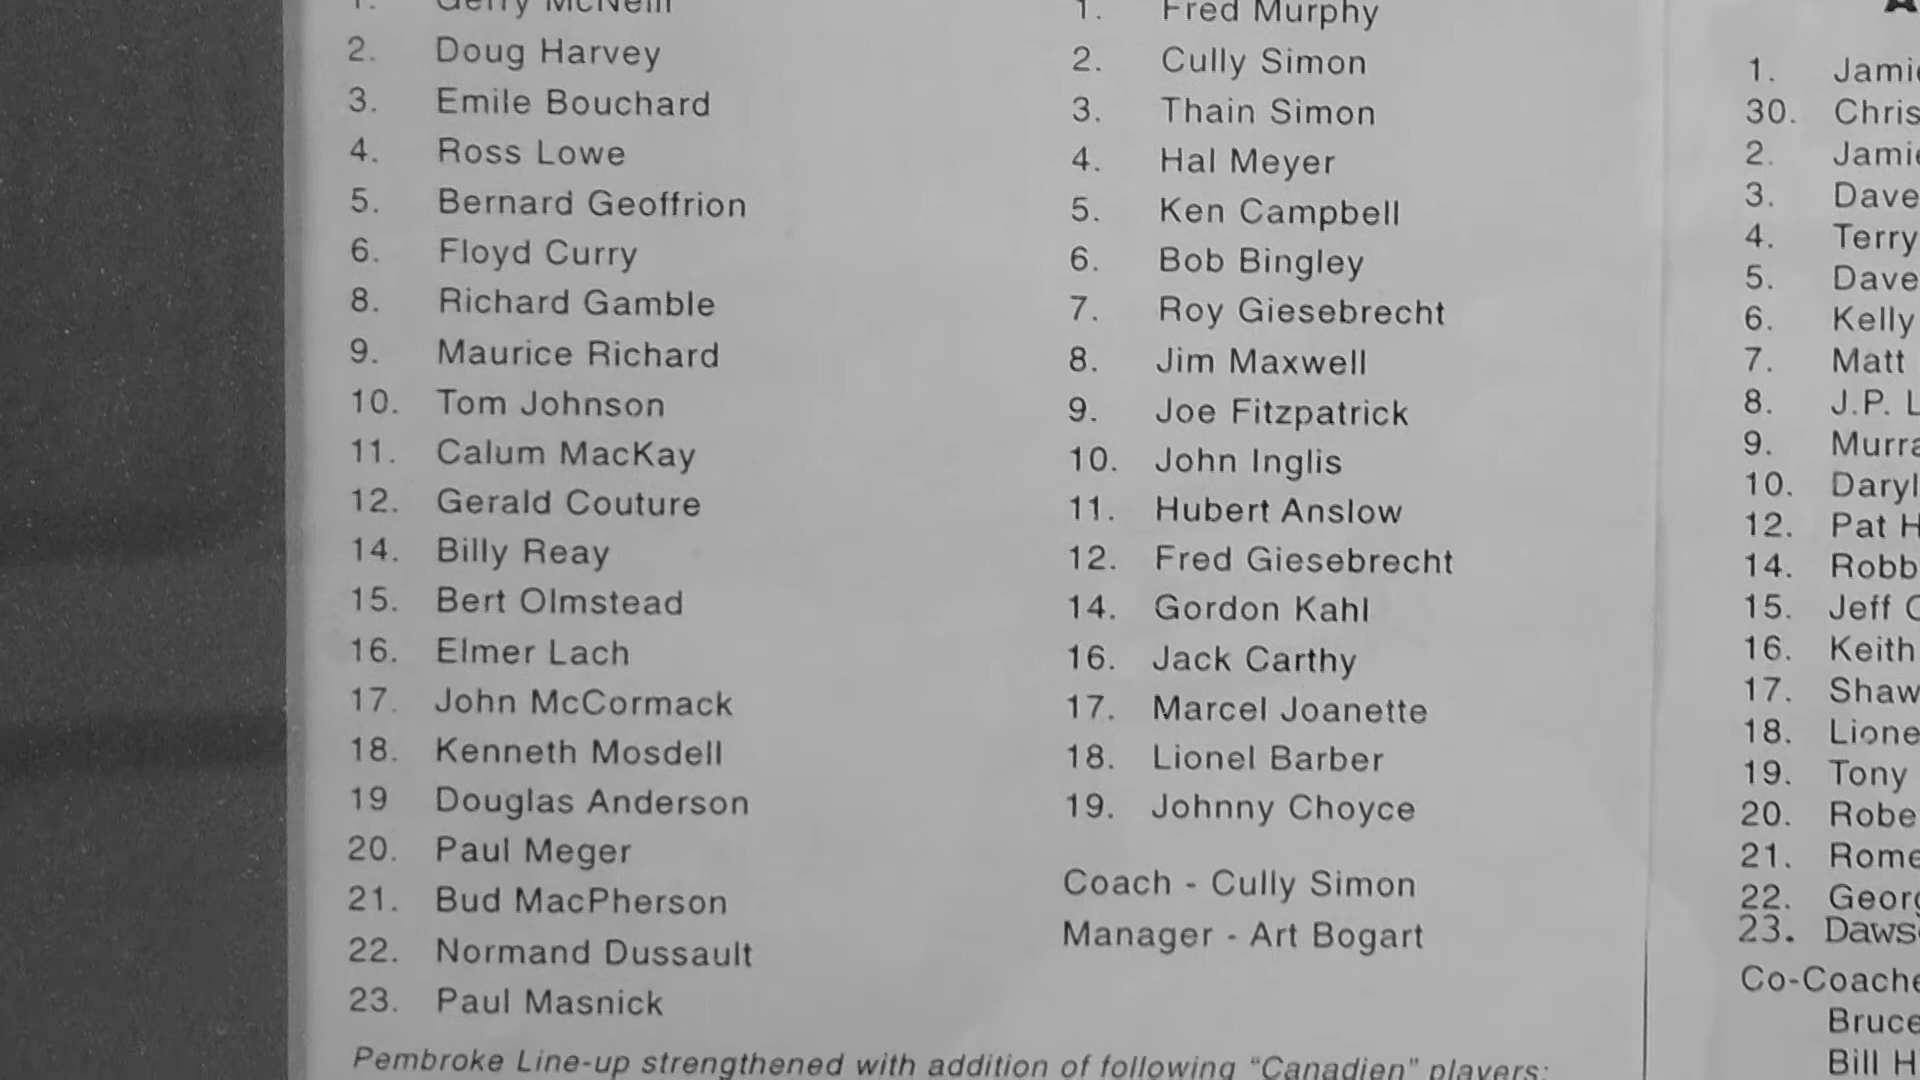 1. Gerry McNeill
2. Doug Harvey
3. Emile Bouchard
4. Ross Lowe
5. Bernard Geoffrion
6. Floyd Curry
8. Richard Gamble
9. Maurice Richard
10. Tom Johnson
11. Calum MacKay
12. Gerald Couture
14. Billy Reay
15. Bert Olmstead
16. Elmer Lach
17. John McCormack
18. Kenneth Mosdell
19 Douglas Anderson
20. Paul Meger
21. Bud MacPherson
22. Normand Dussault
23. Paul Masnick
1. Fred Murphy
2. Cully Simon
3. Thain Simon
4. Hal Meyer
5. Ken Campbell
6. Bob Bingley
7. Roy Giesebrecht
8. Jim Maxwell
9. Joe Fitzpatrick
10. John Inglis
11. Hubert Anslow
12. Fred Giesebrecht
14. Gordon Kahl
16. Jack Carthy
17. Marcel Joanette
18. Lionel Barber
19. Johnny Choyce
Coach - Cully Simon
Manager - Art Bogart
Pembroke Line-up strengthened with addition of following "Canadien" players:
1.
30. Chris
2.
3. Dave
4. Terry
5. Dave
6. Kelly
7. Matt
8. J.P.
9.
10. Daryl
12. Pat
14.
15. Jeff
16. Keith
17.
18.
19. Tony
20.
21.
22.
23.
Bruce
Bill